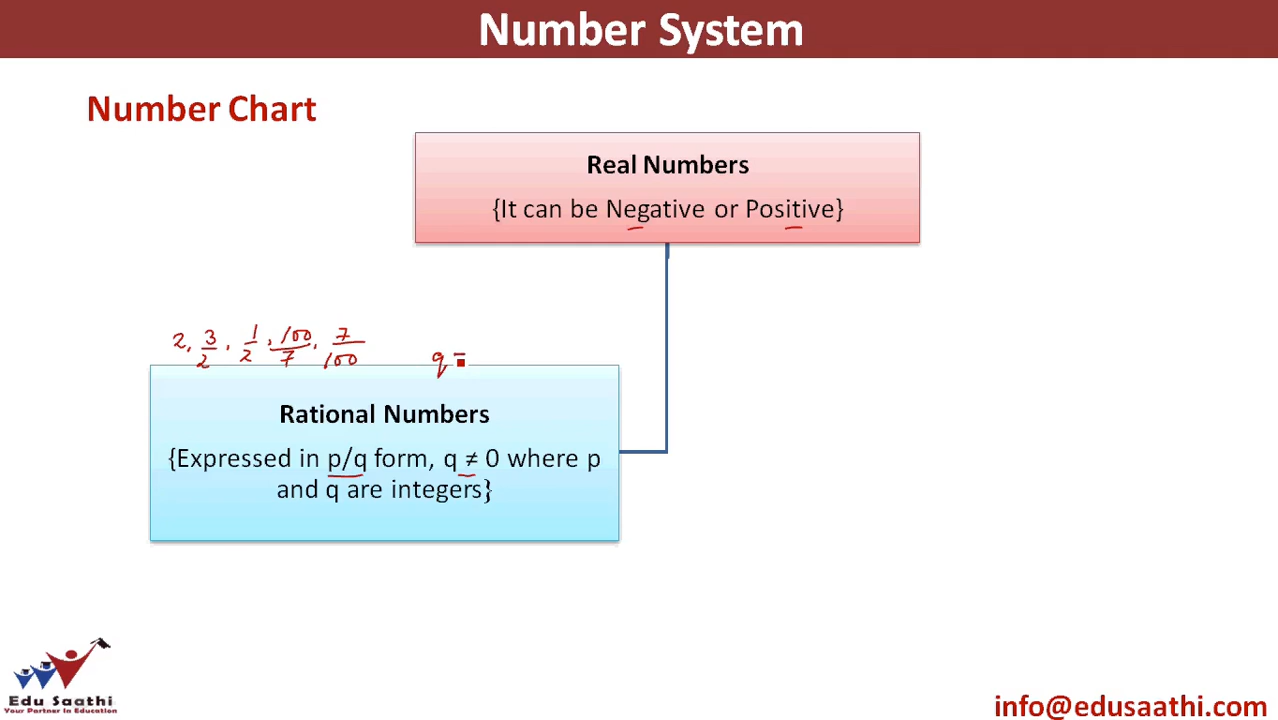 Number System
Number Chart
Real Numbers
{It can be Negative or Positive}
2, 3/2, 1/2, 100/7, 7/100
q =
Rational Numbers
{Expressed in p/q form, q ≠ 0 where p
and q are integers}
Edu Saathi
Your Partner In Education
info@edusaathi.com